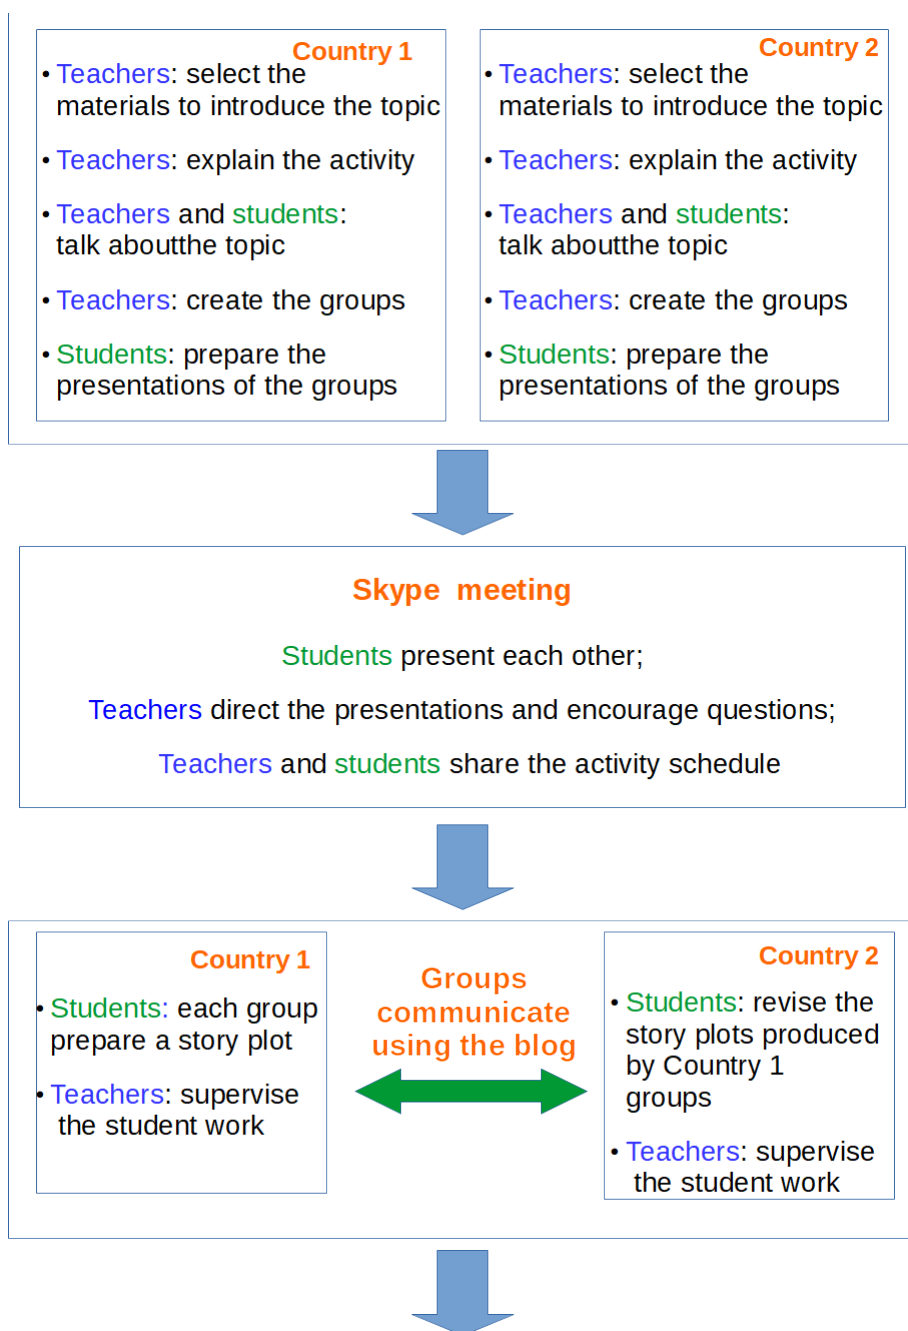 Country 1
• Teachers: select the
materials to introduce the topic
• Teachers: explain the activity
• Teachers and students:
talk aboutthe topic
• Teachers: create the groups
• Students: prepare the
presentations of the groups
Country 2
• Teachers: select the
materials to introduce the topic
• Teachers: explain the activity
• Teachers and students:
talk aboutthe topic
• Teachers: create the groups
• Students: prepare the
presentations of the groups
Skype meeting
Students present each other;
Teachers direct the presentations and encourage questions;
Teachers and students share the activity schedule
Country 1
• Students: each group
prepare a story plot
• Teachers: supervise
the student work
Groups
communicate
using the blog
Country 2
• Students: revise the
story plots produced
by Country 1
groups
• Teachers: supervise
the student work